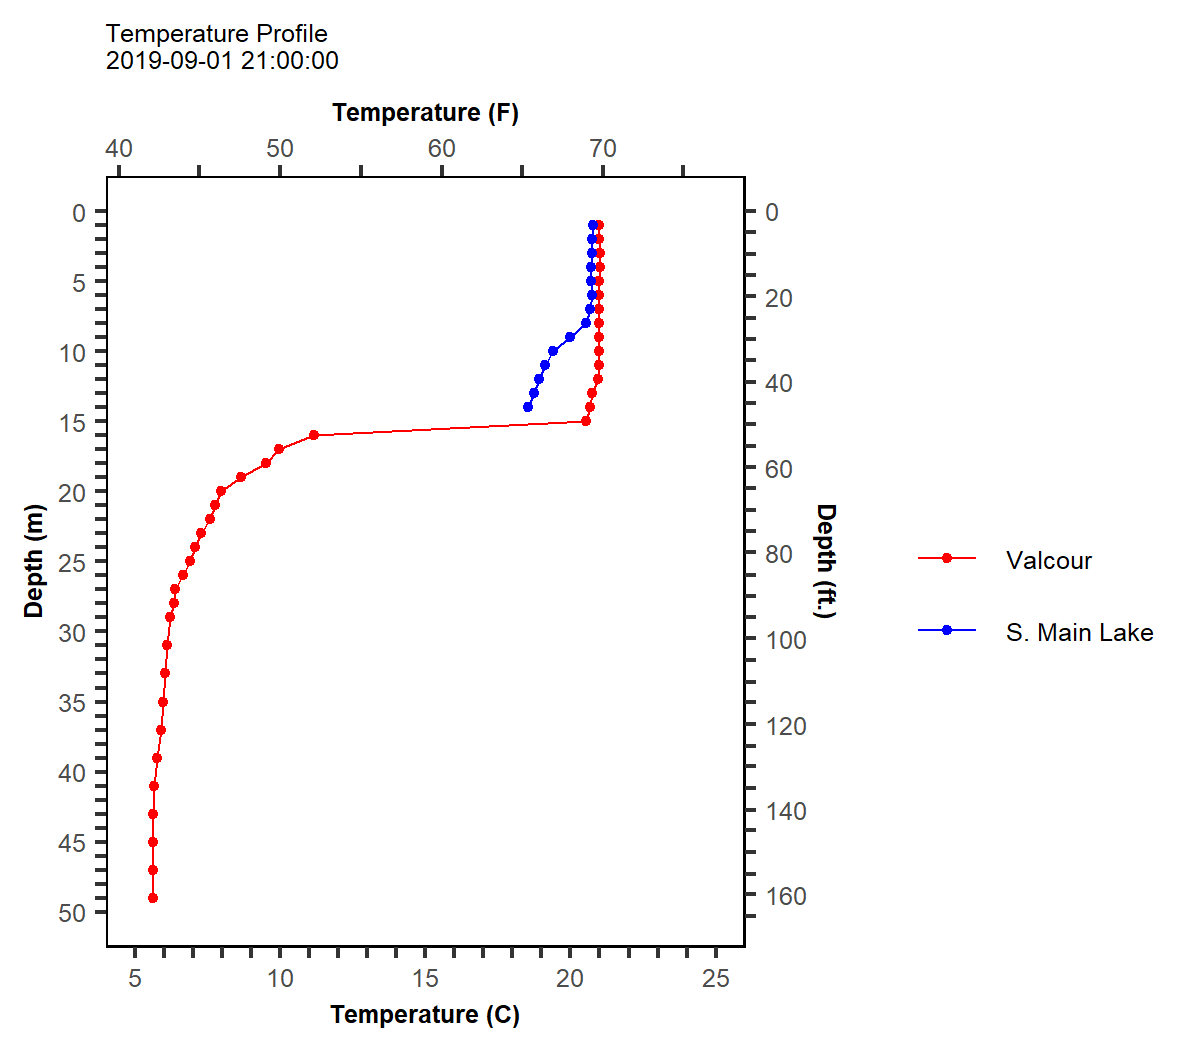 Temperature Profile
2019-09-01 21:00:00
Temperature (F)
40 50 60 70
0 0
5
20
10
40
15
60
20
Depth (m)
Depth (ft.)
80
25
Valcour
30
100
S. Main Lake
35
120
40
140
45
160
50
5 10 15 20 25
Temperature (C)